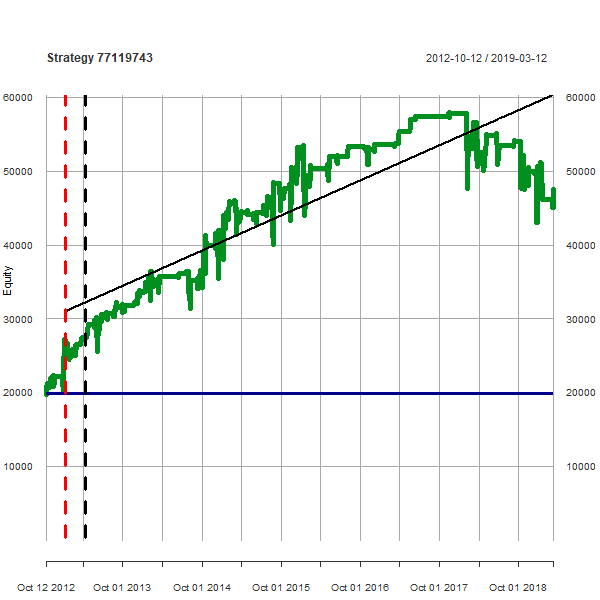 Strategy 77119743
2012-10-12 / 2019-03-12
60000
60000
50000
50000
40000
40000
Equity
30000
30000
20000
20000
10000
10000
Oct 12 2012
Oct 01 2013
Oct 01 2014
Oct 01 2015
Oct 01 2016
Oct 01 2017
Oct 01 2018